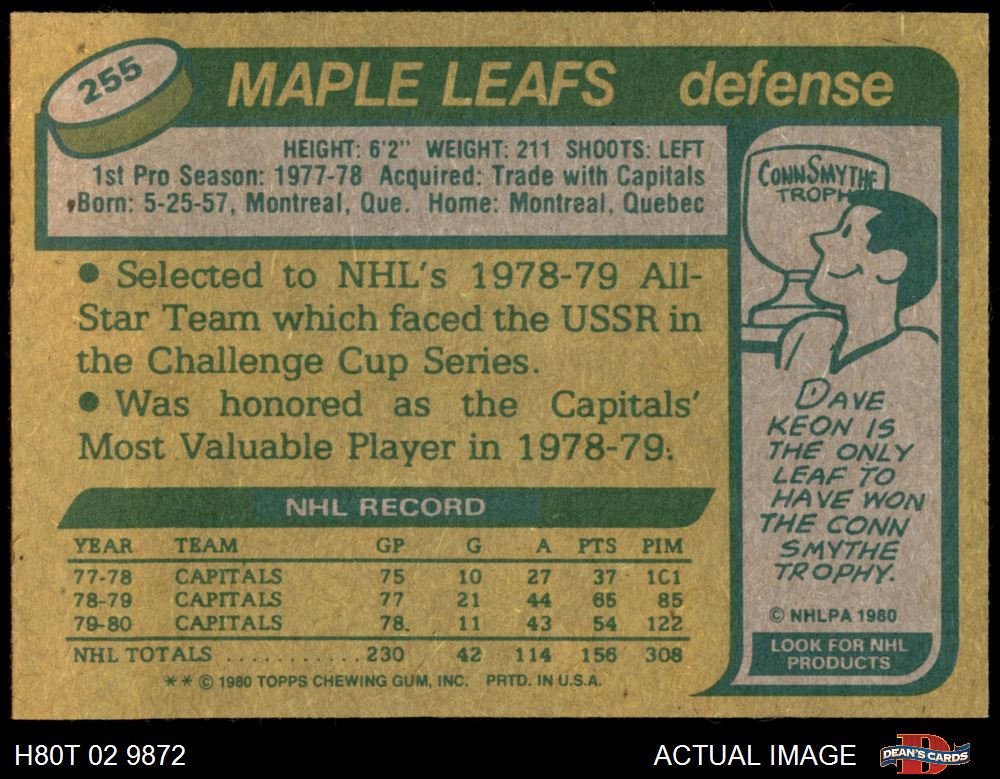 255
MAPLE LEAFS defense
HEIGHT: 6'2" WEIGHT: 211 SHOOTS: LEFT
1st Pro Season: 1977-78 Acquired: Trade with Capitals
Born: 5-25-57, Montreal, Que. Home: Montreal, Quebec
● Selected to NHL's 1978-79 All-
Star Team which faced the USSR in
the Challenge Cup Series.
● Was honored as the Capitals'
Most Valuable Player in 1978-79.
NHL RECORD
YEAR TEAM GP G A PTS PIM
77-78 CAPITALS 75 10 27 37 101
78-79 CAPITALS 77 21 44 65 85
79-80 CAPITALS 78 11 43 54 122
NHL TOTALS ........... 230 42 114 156 308
** © 1980 TOPPS CHEWING GUM, INC. PRTD. IN U.S.A.
CONN SMYTHE
TROPH
DAVE
KEON IS
THE ONLY
LEAF TO
HAVE WON
THE CONN
SMYTHE
TROPHY.
© NHLPA 1980
LOOK FOR NHL
PRODUCTS
H80T 02 9872
ACTUAL IMAGE
D
DEAN'S CARDS